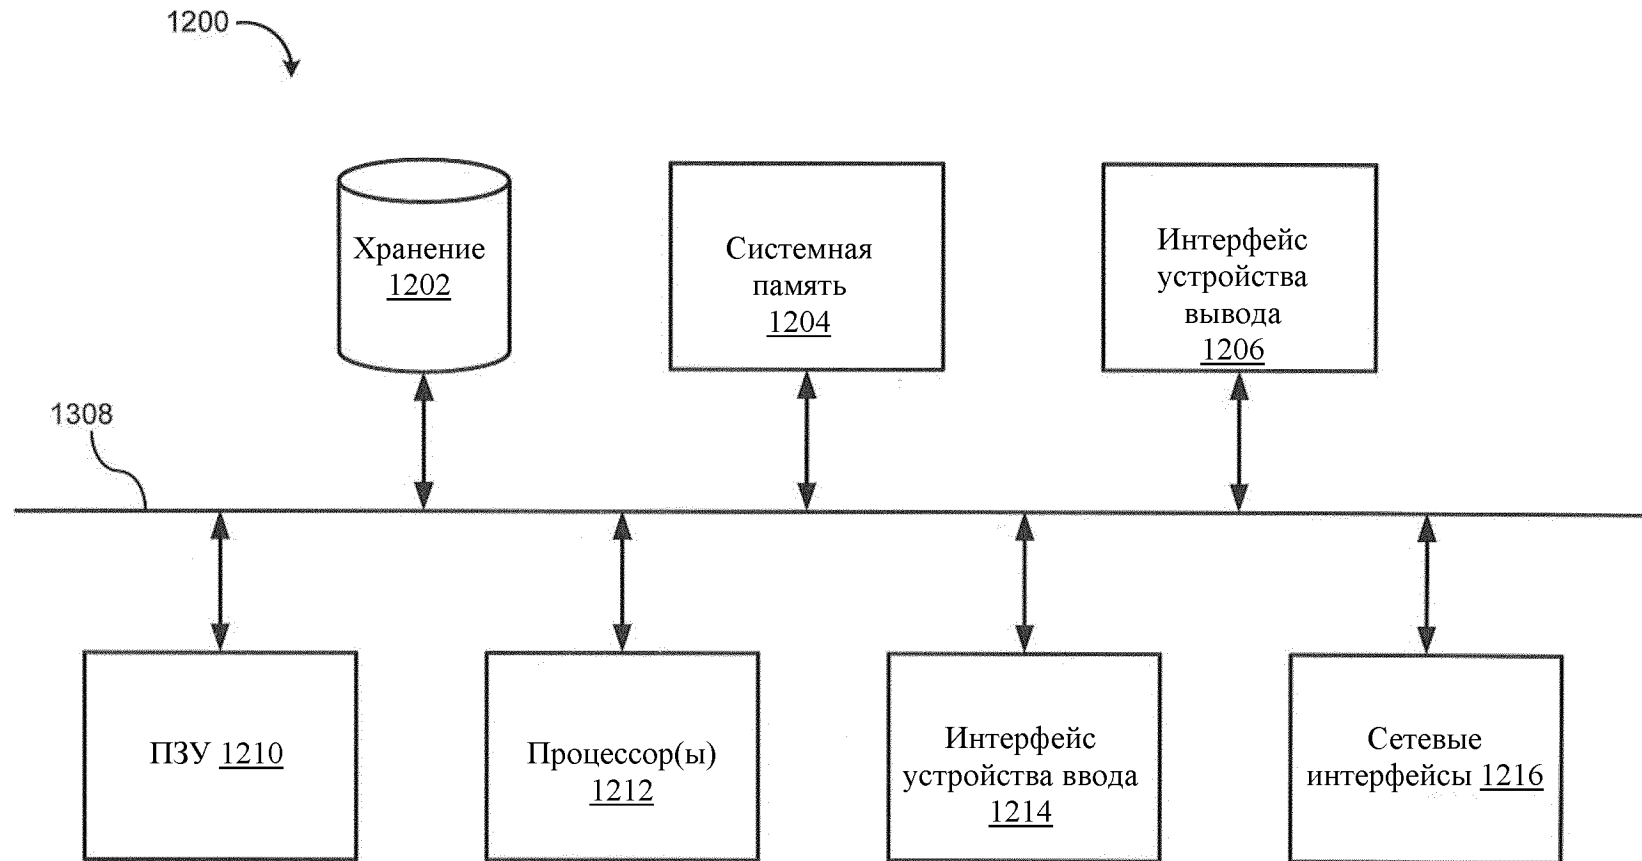 1200
Хранение
1202
Системная
память
1204
Интерфейс
устройства
вывода
1206
1308
ПЗУ 1210
Процессор(ы)
1212
Интерфейс
устройства ввода
1214
Сетевые
интерфейсы 1216